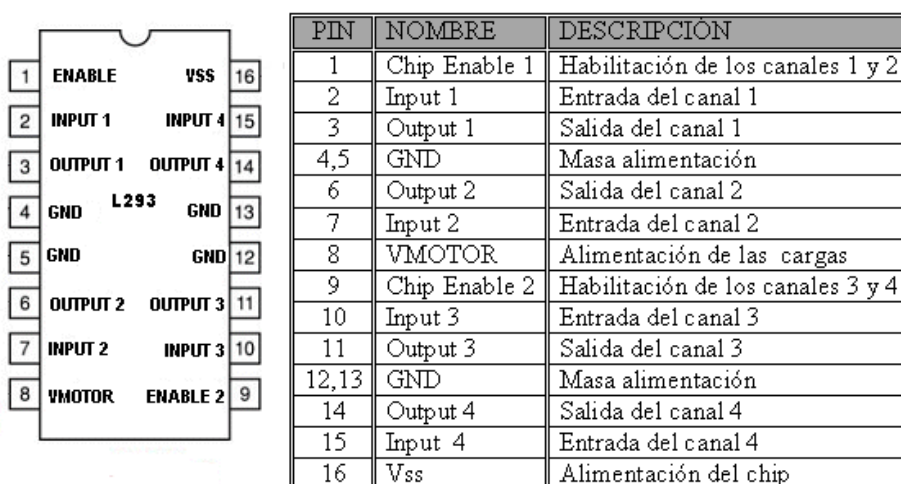 1 ENABLE VSS 16
2 INPUT 1 INPUT 4 15
3 OUTPUT 1 OUTPUT 4 14
L293
4 GND GND 13
5 GND GND 12
6 OUTPUT 2 OUTPUT 3 11
7 INPUT 2 INPUT 3 10
8 VMOTOR ENABLE 2 9
PIN NOMBRE DESCRIPCIÓN
1 Chip Enable 1 Habilitación de los canales 1 y 2
2 Input 1 Entrada del canal 1
3 Output 1 Salida del canal 1
4,5 GND Masa alimentación
6 Output 2 Salida del canal 2
7 Input 2 Entrada del canal 2
8 VMOTOR Alimentación de las cargas
9 Chip Enable 2 Habilitación de los canales 3 y 4
10 Input 3 Entrada del canal 3
11 Output 3 Salida del canal 3
12,13 GND Masa alimentación
14 Output 4 Salida del canal 4
15 Input 4 Entrada del canal 4
16 Vss Alimentación del chip